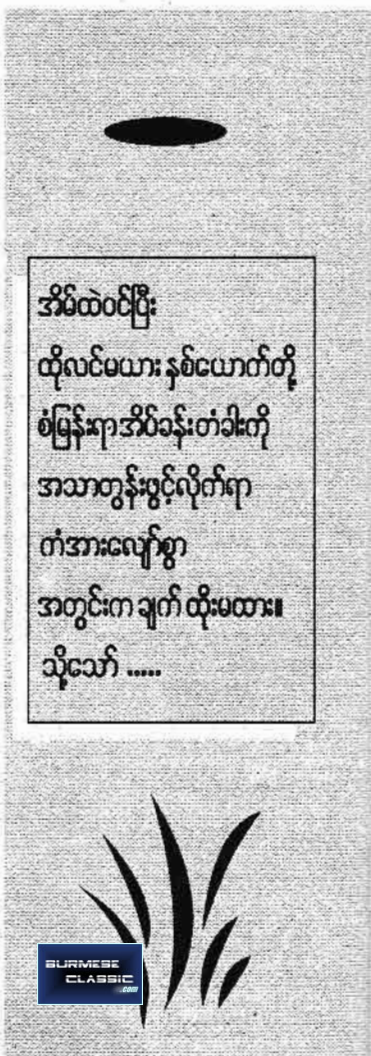 အိမ်ထဲဝင်ပြီး
ထိုလင်မယား နှစ်ယောက်တို့
စံမြန်းရာ အိပ်ခန်းတံခါးကို
အသာတွန်းဖွင့်လိုက်ရာ
ကံအားလျော်စွာ
အတွင်းက ချက် ထိုးမထား။
သို့သော် .....
BURMESE
CLASSIC
.com